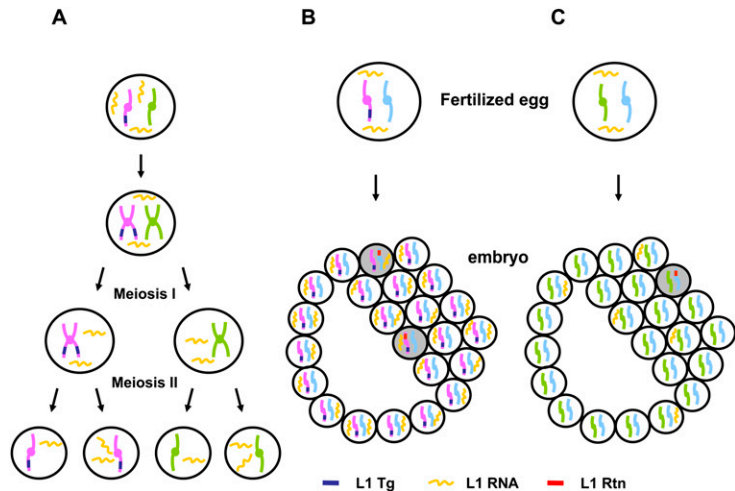 A
B
C
Fertilized egg
embryo
Meiosis I
Meiosis II
L1 Tg
L1 RNA
L1 Rtn